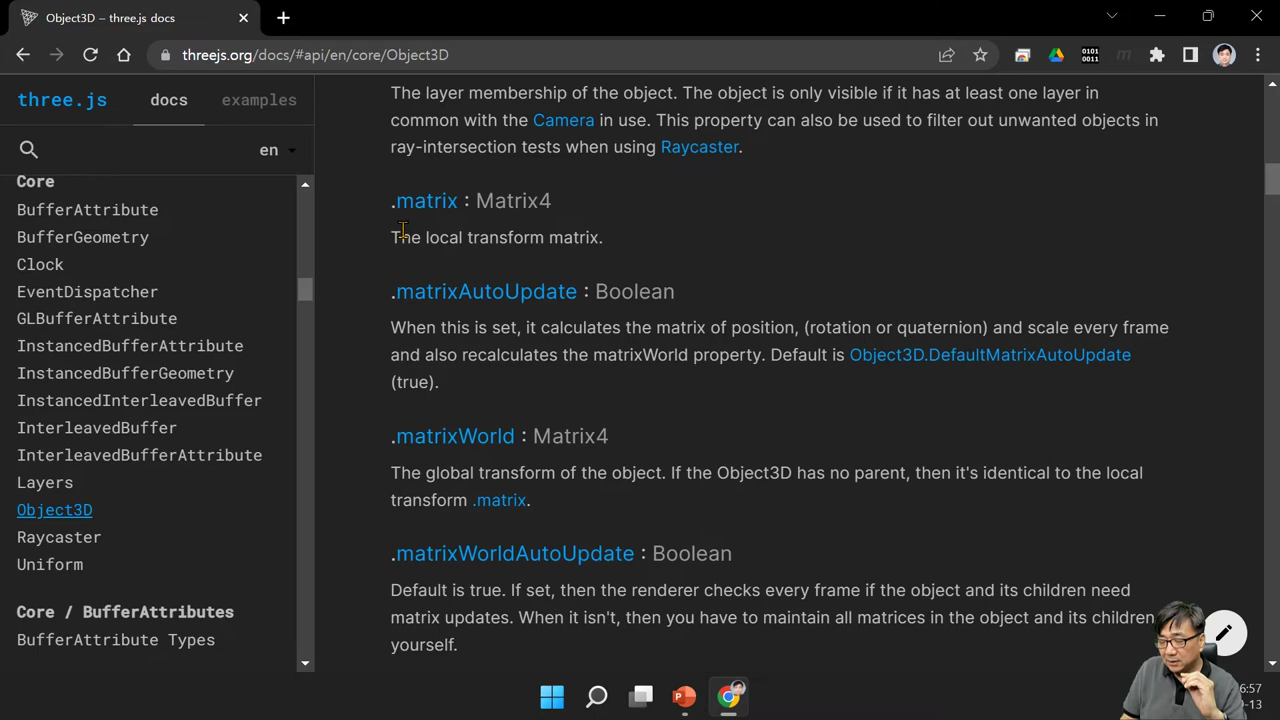 Object3D – three.js docs
threejs.org/docs/#api/en/core/Object3D
three.js
docs
examples
en
Core
BufferAttribute
BufferGeometry
Clock
EventDispatcher
GLBufferAttribute
InstancedBufferAttribute
InstancedBufferGeometry
InstancedInterleavedBuffer
InterleavedBuffer
InterleavedBufferAttribute
Layers
Object3D
Raycaster
Uniform
Core / BufferAttributes
BufferAttribute Types
The layer membership of the object. The object is only visible if it has at least one layer in
common with the Camera in use. This property can also be used to filter out unwanted objects in
ray-intersection tests when using Raycaster.
.matrix : Matrix4
The local transform matrix.
.matrixAutoUpdate : Boolean
When this is set, it calculates the matrix of position, (rotation or quaternion) and scale every frame
and also recalculates the matrixWorld property. Default is Object3D.DefaultMatrixAutoUpdate
(true).
.matrixWorld : Matrix4
The global transform of the object. If the Object3D has no parent, then it's identical to the local
transform .matrix.
.matrixWorldAutoUpdate : Boolean
Default is true. If set, then the renderer checks every frame if the object and its children need
matrix updates. When it isn't, then you have to maintain all matrices in the object and its children
yourself.
0101
0011
m
P
6:57
-13